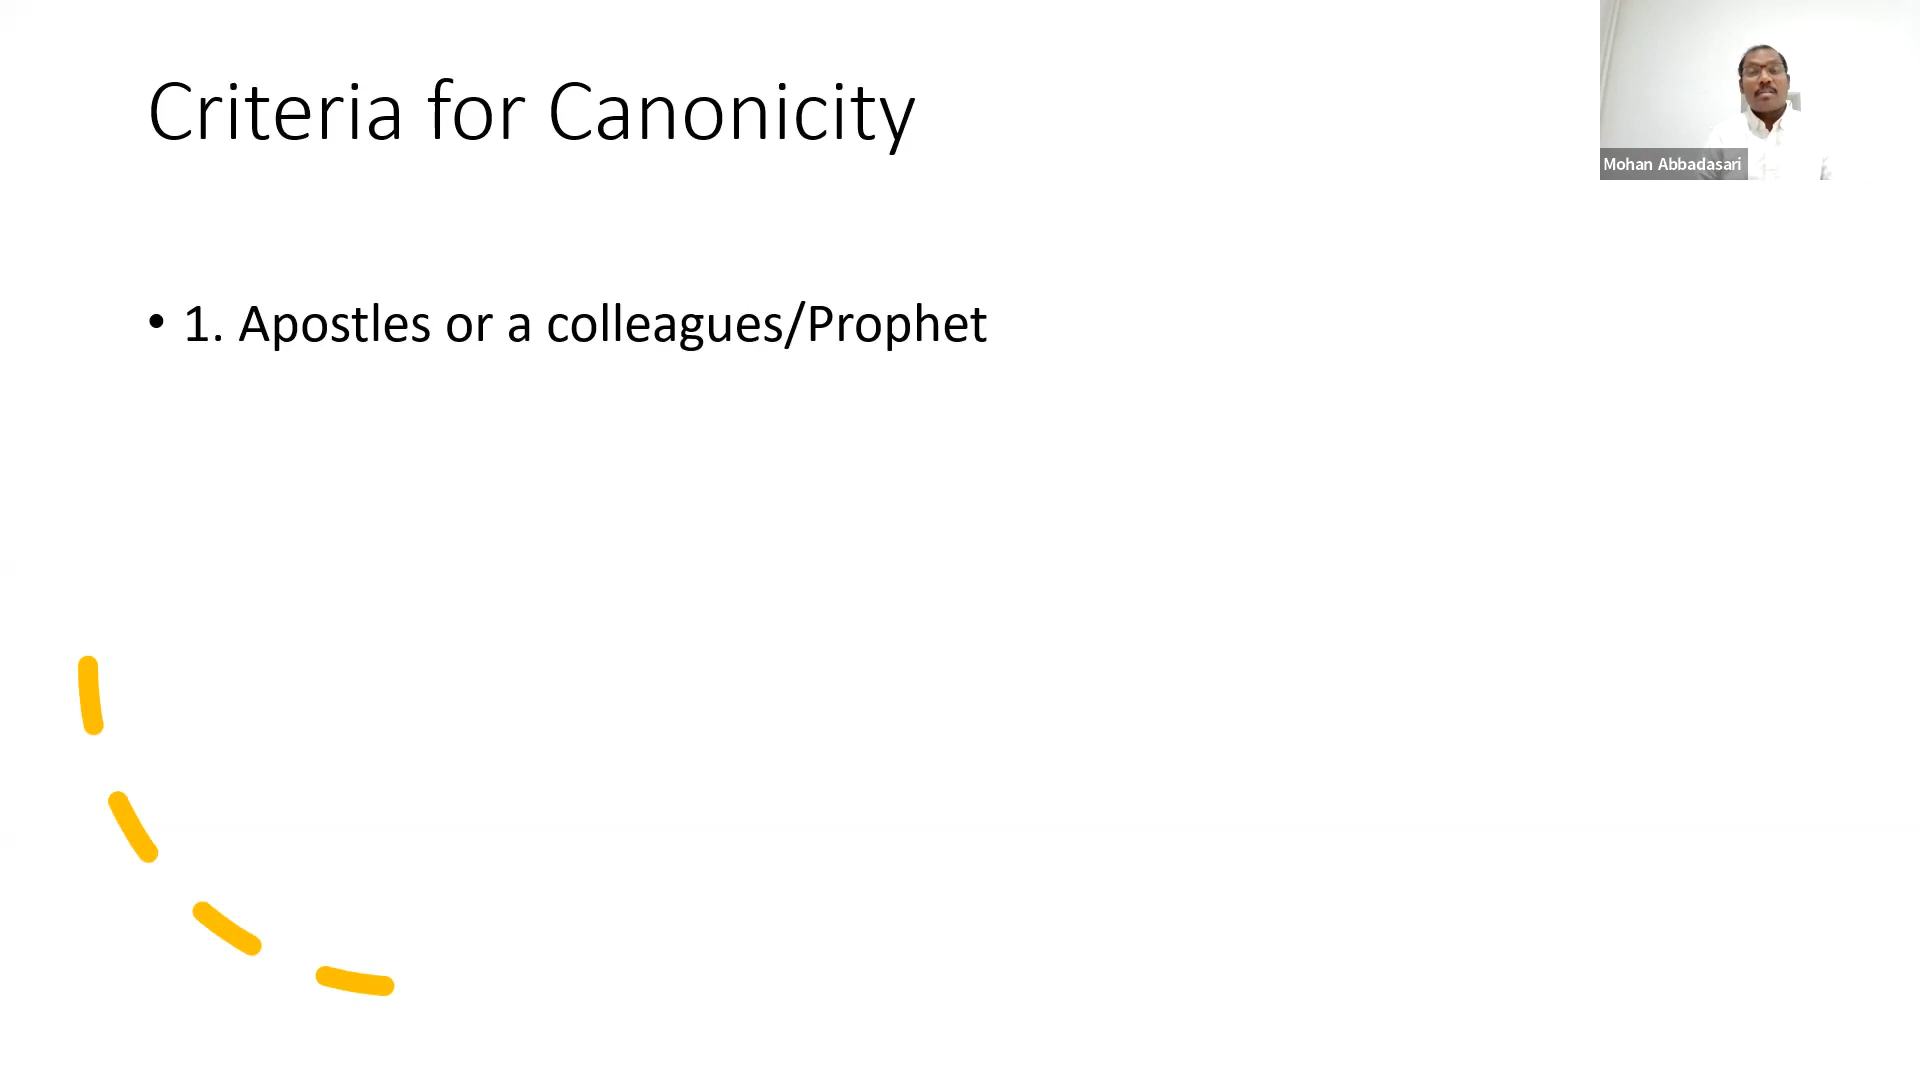 Criteria for Canonicity
Mohan Abbadasari
• 1. Apostles or a colleagues/Prophet